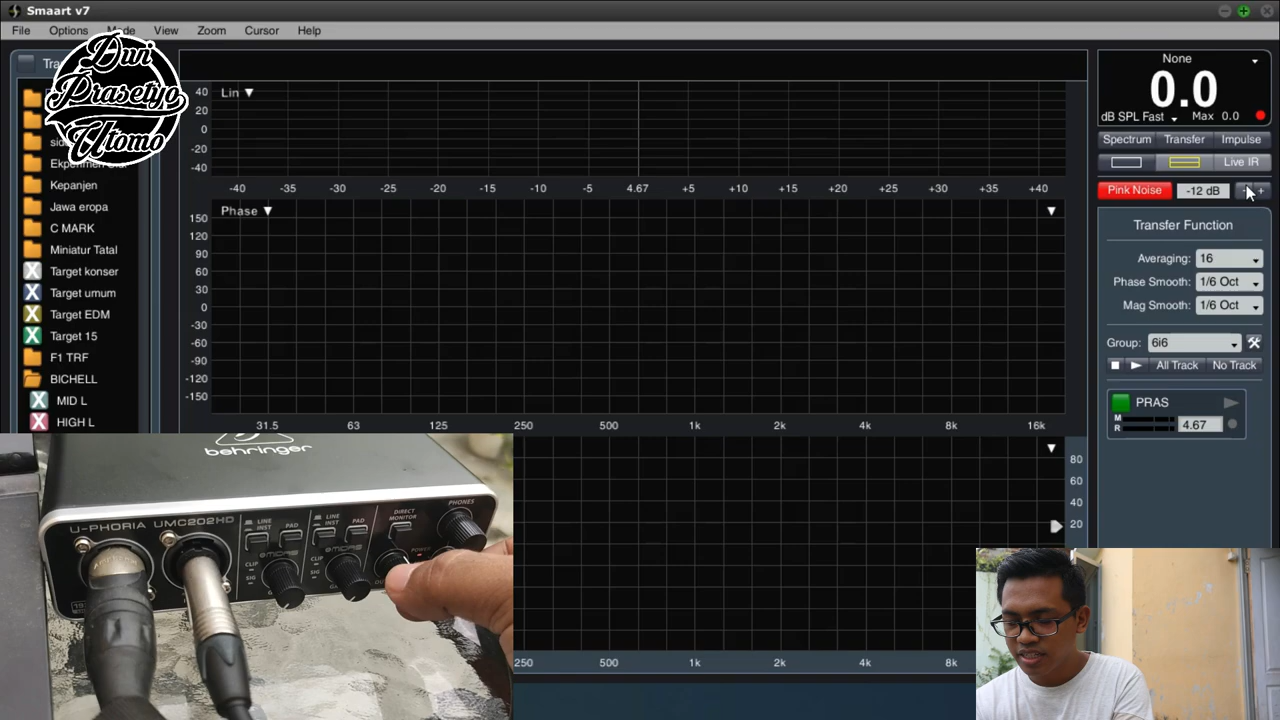 Smaart v7
File Options Mode View Zoom Cursor Help
Dwi
Prasetyo
Utomo
Kepanjen
Jawa eropa
C MARK
Miniatur Tatal
Target konser
Target umum
Target EDM
Target 15
F1 TRF
BICHELL
MID L
HIGH L
Lin
40
20
0
-20
-40
-40 -35 -30 -25 -20 -15 -10 -5 4.67 +5 +10 +15 +20 +25 +30 +35 +40
Phase
150
120
90
60
30
0
-30
-60
-90
-120
-150
31.5 63 125 250 500 1k 2k 4k 8k 16k
80
60
40
20
250 500 1k 2k 4k 8k
None
0.0
dB SPL Fast Max 0.0
Spectrum Transfer Impulse
Live IR
Pink Noise -12 dB +
Transfer Function
Averaging: 16
Phase Smooth: 1/6 Oct
Mag Smooth: 1/6 Oct
Group: 6i6
All Track No Track
PRAS
M
R
4.67
behringer
U-PHORIA UMC202HD
LINE
INST
PAD
LINE
INST
PAD
DIRECT
MONITOR
PHONES
CLIP
SIG
CLIP
SIG
POWER